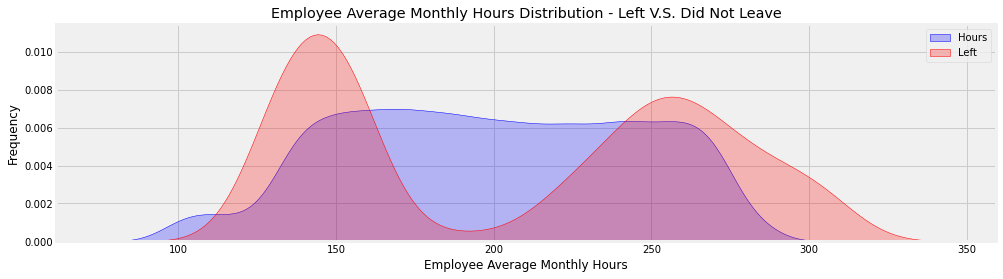 Employee Average Monthly Hours Distribution - Left V.S. Did Not Leave
Hours
Left
0.010
0.008
0.006
0.004
0.002
0.000
Frequency
100 150 200 250 300 350
Employee Average Monthly Hours